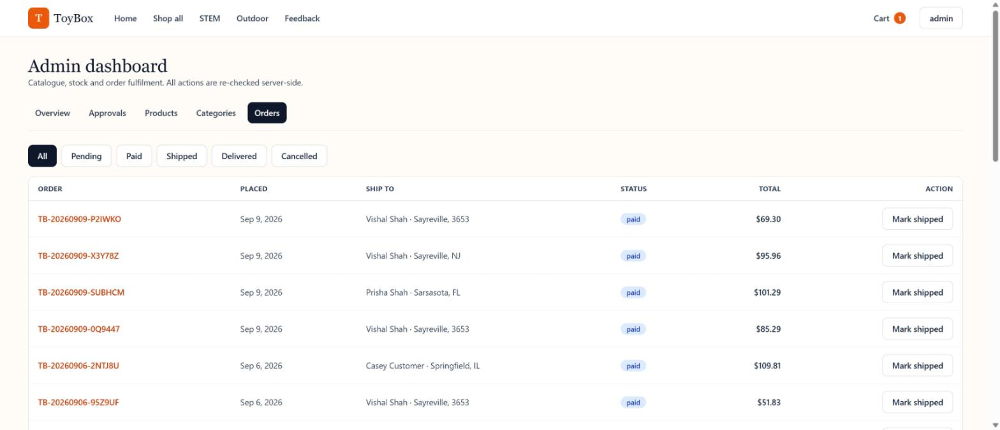 T ToyBox Home Shop all STEM Outdoor Feedback Cart 1 admin
Admin dashboard
Catalogue, stock and order fulfilment. All actions are re-checked server-side.
Overview Approvals Products Categories Orders
All Pending Paid Shipped Delivered Cancelled
ORDER PLACED SHIP TO STATUS TOTAL ACTION
TB-20260909-P2IWKO Sep 9, 2026 Vishal Shah · Sayreville, 3653 paid $69.30 Mark shipped
TB-20260909-X3Y78Z Sep 9, 2026 Vishal Shah · Sayreville, NJ paid $95.96 Mark shipped
TB-20260909-SUBHCM Sep 9, 2026 Prisha Shah · Sarsasota, FL paid $101.29 Mark shipped
TB-20260909-0Q9447 Sep 9, 2026 Vishal Shah · Sayreville, 3653 paid $85.29 Mark shipped
TB-20260906-2NTJ8U Sep 6, 2026 Casey Customer · Springfield, IL paid $109.81 Mark shipped
TB-20260906-95Z9UF Sep 6, 2026 Vishal Shah · Sayreville, 3653 paid $51.83 Mark shipped